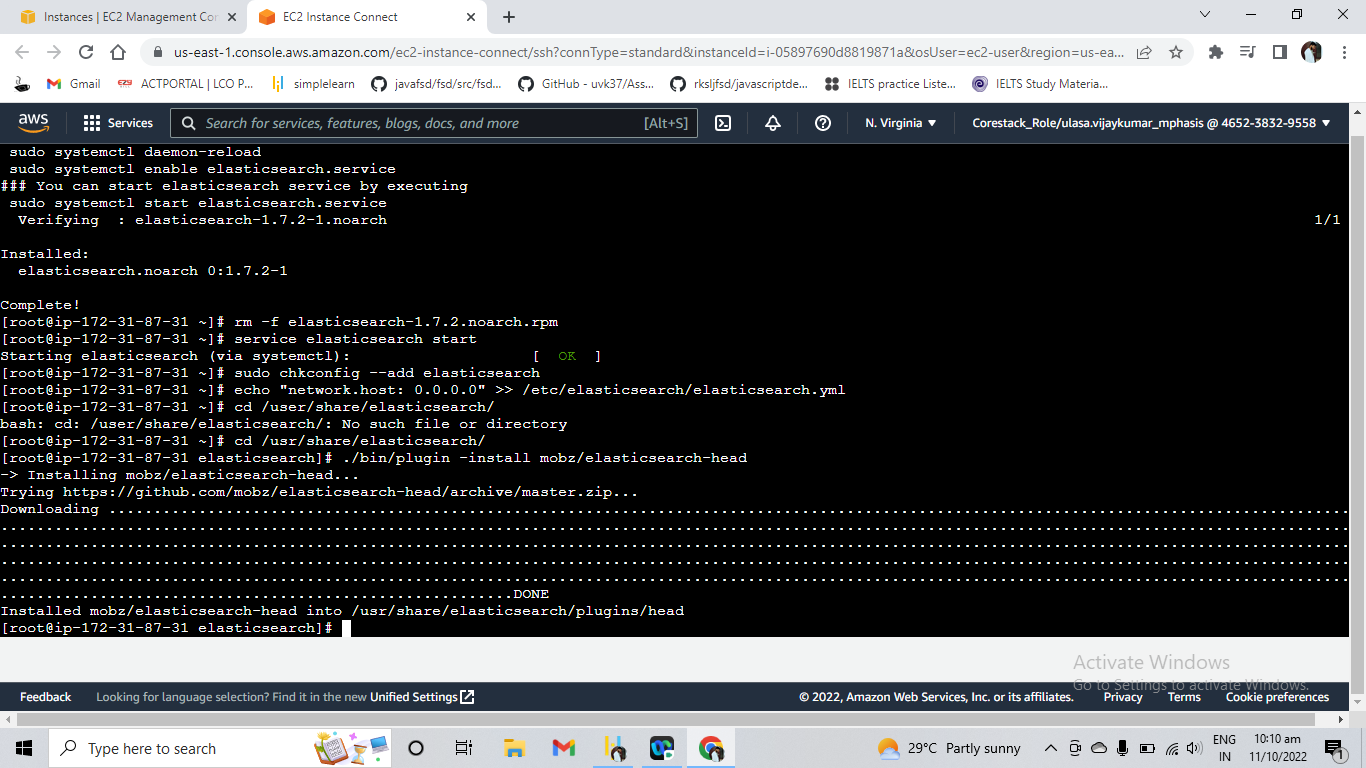 Instances | EC2 Management Con
EC2 Instance Connect
us-east-1.console.aws.amazon.com/ec2-instance-connect/ssh?connType=standard&instanceId=i-05897690d8819871a&osUser=ec2-user&region=us-ea...
Gmail
ACTPORTAL | LCO P...
simplelearn
javafsd/fsd/src/fsd...
GitHub - uvk37/Ass...
rksljfsd/javascriptde...
IELTS practice Liste...
IELTS Study Materia...
aws
Services
Search for services, features, blogs, docs, and more
[Alt+S]
N. Virginia
Corestack_Role/ulasa.vijaykumar_mphasis @ 4652-3832-9558
sudo systemctl daemon-reload
sudo systemctl enable elasticsearch.service
### You can start elasticsearch service by executing
sudo systemctl start elasticsearch.service
Verifying  : elasticsearch-1.7.2-1.noarch 1/1
Installed:
elasticsearch.noarch 0:1.7.2-1
Complete!
[root@ip-172-31-87-31 ~]# rm -f elasticsearch-1.7.2.noarch.rpm
[root@ip-172-31-87-31 ~]# service elasticsearch start
Starting elasticsearch (via systemctl): [  OK  ]
[root@ip-172-31-87-31 ~]# sudo chkconfig --add elasticsearch
[root@ip-172-31-87-31 ~]# echo "network.host: 0.0.0.0" >> /etc/elasticsearch/elasticsearch.yml
[root@ip-172-31-87-31 ~]# cd /user/share/elasticsearch/
bash: cd: /user/share/elasticsearch/: No such file or directory
[root@ip-172-31-87-31 ~]# cd /usr/share/elasticsearch/
[root@ip-172-31-87-31 elasticsearch]# ./bin/plugin -install mobz/elasticsearch-head
-> Installing mobz/elasticsearch-head...
Trying https://github.com/mobz/elasticsearch-head/archive/master.zip...
Downloading ..........
..........DONE
Installed mobz/elasticsearch-head into /usr/share/elasticsearch/plugins/head
[root@ip-172-31-87-31 elasticsearch]#
Activate Windows
Go to Settings to activate Windows.
Feedback
Looking for language selection? Find it in the new Unified Settings
© 2022, Amazon Web Services, Inc. or its affiliates.
Privacy
Terms
Cookie preferences
Type here to search
29°C Partly sunny
ENG
IN
10:10 am
11/10/2022
1